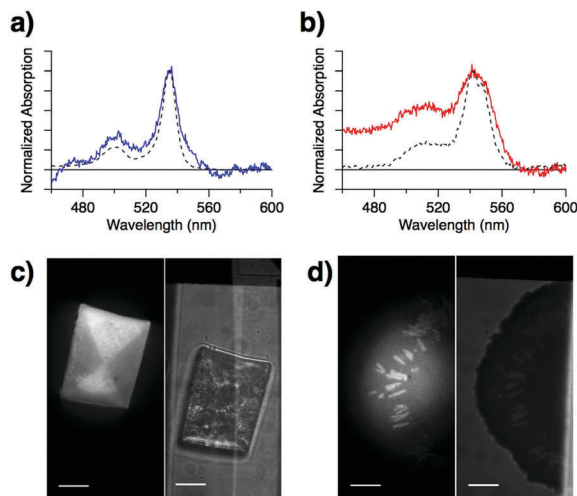 a)
b)
Normalized Absorption
Normalized Absorption
480
520
560
600
480
520
560
600
Wavelength (nm)
Wavelength (nm)
c)
d)